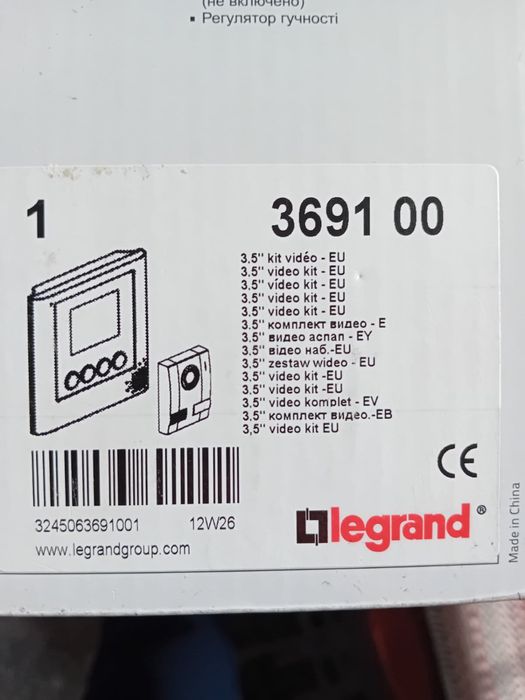 (не включено)
▪ Регулятор гучності
1
3691 00
3,5" kit vidéo - EU
3.5" video kit - EU
3.5" vídeo kit - EU
3.5" video kit - EU
3.5" video kit - EU
3.5" комплект видео - E
3.5" видео аспап - EY
3.5" відео наб.-EU
3.5" zestaw wideo - EU
3.5" video kit -EU
3.5" video kit -EU
3.5" video komplet - EV
3.5" комплект видео.-EB
3,5" video kit EU
CE
3245063691001 12W26
www.legrandgroup.com
legrand®
Made in China